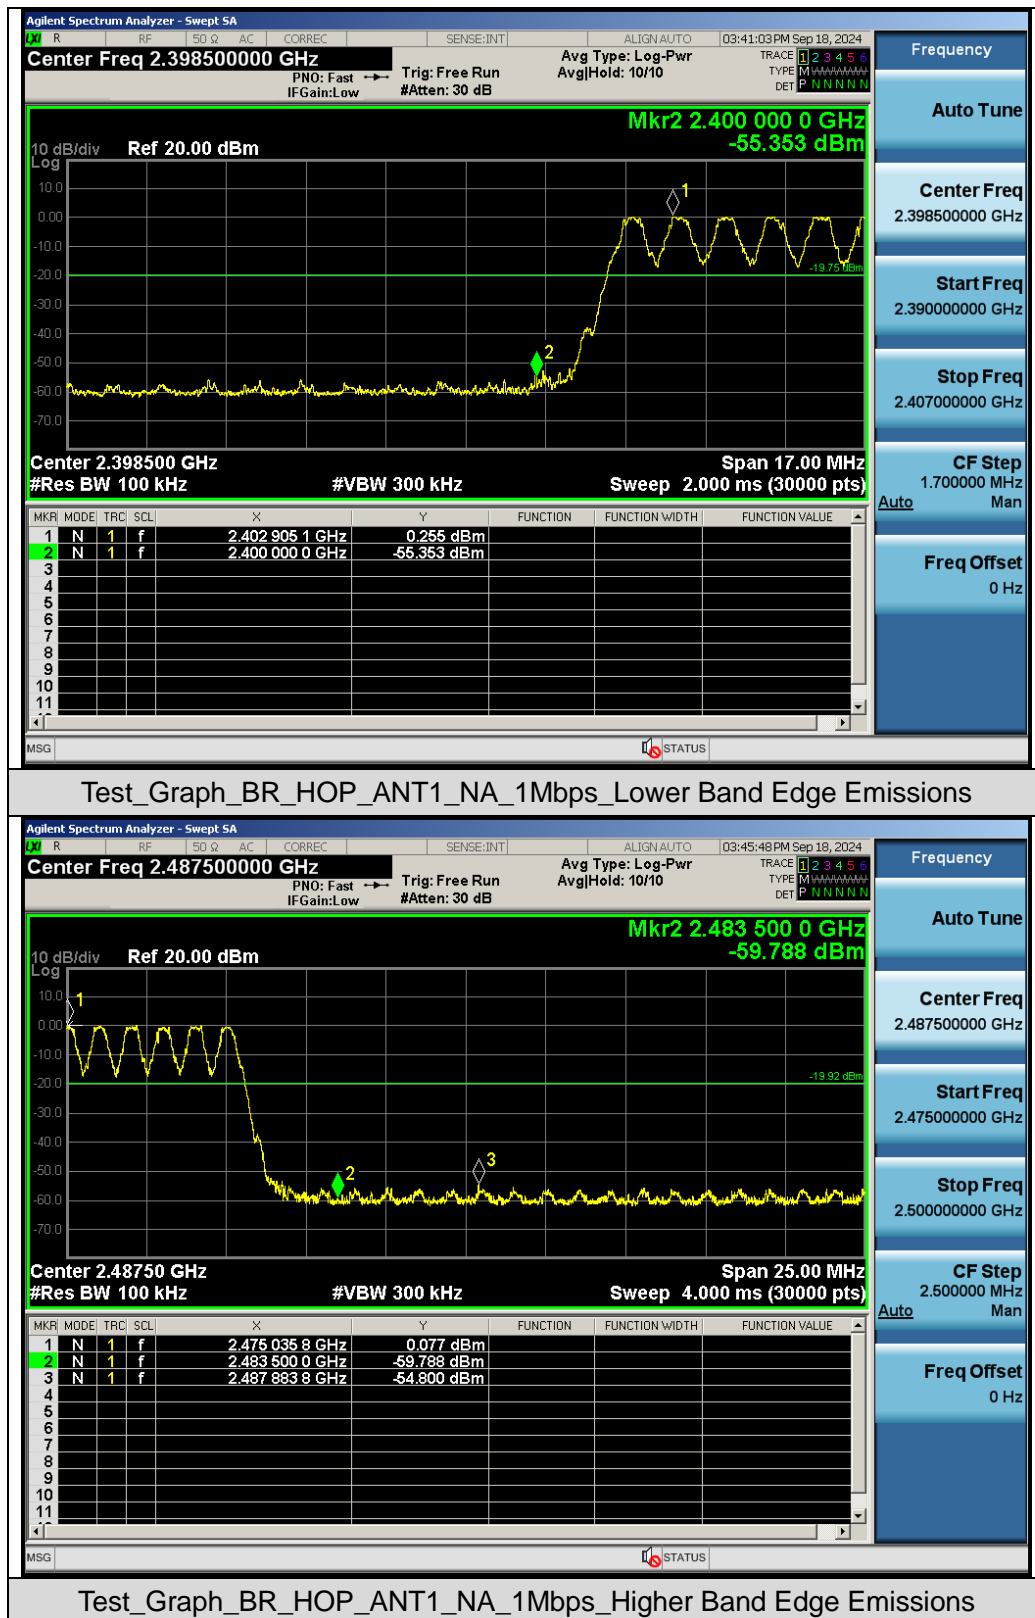 Agilent Spectrum Analyzer - Swept SA
LXI R RF 50 Ω AC CORREC SENSE:INT ALIGN AUTO 03:41:03 PM Sep 18, 2024
Center Freq 2.398500000 GHz
PNO: Fast
IFGain:Low
Trig: Free Run
#Atten: 30 dB
Avg Type: Log-Pwr
Avg|Hold: 10/10
TRACE 1 2 3 4 5 6
TYPE M WWWWW
DET P N N N N N
Mkr2 2.400 000 0 GHz
-55.353 dBm
10 dB/div Ref 20.00 dBm
Log
10.0
0.00
-10.0
-20.0
-30.0
-40.0
-50.0
-60.0
-70.0
1
2
-19.75 dBm
Center 2.398500 GHz Span 17.00 MHz
#Res BW 100 kHz #VBW 300 kHz Sweep 2.000 ms (30000 pts)
MKR MODE TRC SCL X Y FUNCTION FUNCTION WIDTH FUNCTION VALUE
1 N 1 f 2.402 905 1 GHz 0.255 dBm
2 N 1 f 2.400 000 0 GHz -55.353 dBm
3
4
5
6
7
8
9
10
11
MSG STATUS
Frequency
Auto Tune
Center Freq
2.398500000 GHz
Start Freq
2.390000000 GHz
Stop Freq
2.407000000 GHz
CF Step
1.700000 MHz
Auto Man
Freq Offset
0 Hz
Test_Graph_BR_HOP_ANT1_NA_1Mbps_Lower Band Edge Emissions
Agilent Spectrum Analyzer - Swept SA
LXI R RF 50 Ω AC CORREC SENSE:INT ALIGN AUTO 03:45:48 PM Sep 18, 2024
Center Freq 2.487500000 GHz
PNO: Fast
IFGain:Low
Trig: Free Run
#Atten: 30 dB
Avg Type: Log-Pwr
Avg|Hold: 10/10
TRACE 1 2 3 4 5 6
TYPE M WWWWW
DET P N N N N N
Mkr2 2.483 500 0 GHz
-59.788 dBm
10 dB/div Ref 20.00 dBm
Log
10.0
0.00
-10.0
-20.0
-30.0
-40.0
-50.0
-60.0
-70.0
1
2
3
-19.92 dBm
Center 2.48750 GHz Span 25.00 MHz
#Res BW 100 kHz #VBW 300 kHz Sweep 4.000 ms (30000 pts)
MKR MODE TRC SCL X Y FUNCTION FUNCTION WIDTH FUNCTION VALUE
1 N 1 f 2.475 035 8 GHz 0.077 dBm
2 N 1 f 2.483 500 0 GHz -59.788 dBm
3 N 1 f 2.487 883 8 GHz -54.800 dBm
4
5
6
7
8
9
10
11
MSG STATUS
Frequency
Auto Tune
Center Freq
2.487500000 GHz
Start Freq
2.475000000 GHz
Stop Freq
2.500000000 GHz
CF Step
2.500000 MHz
Auto Man
Freq Offset
0 Hz
Test_Graph_BR_HOP_ANT1_NA_1Mbps_Higher Band Edge Emissions